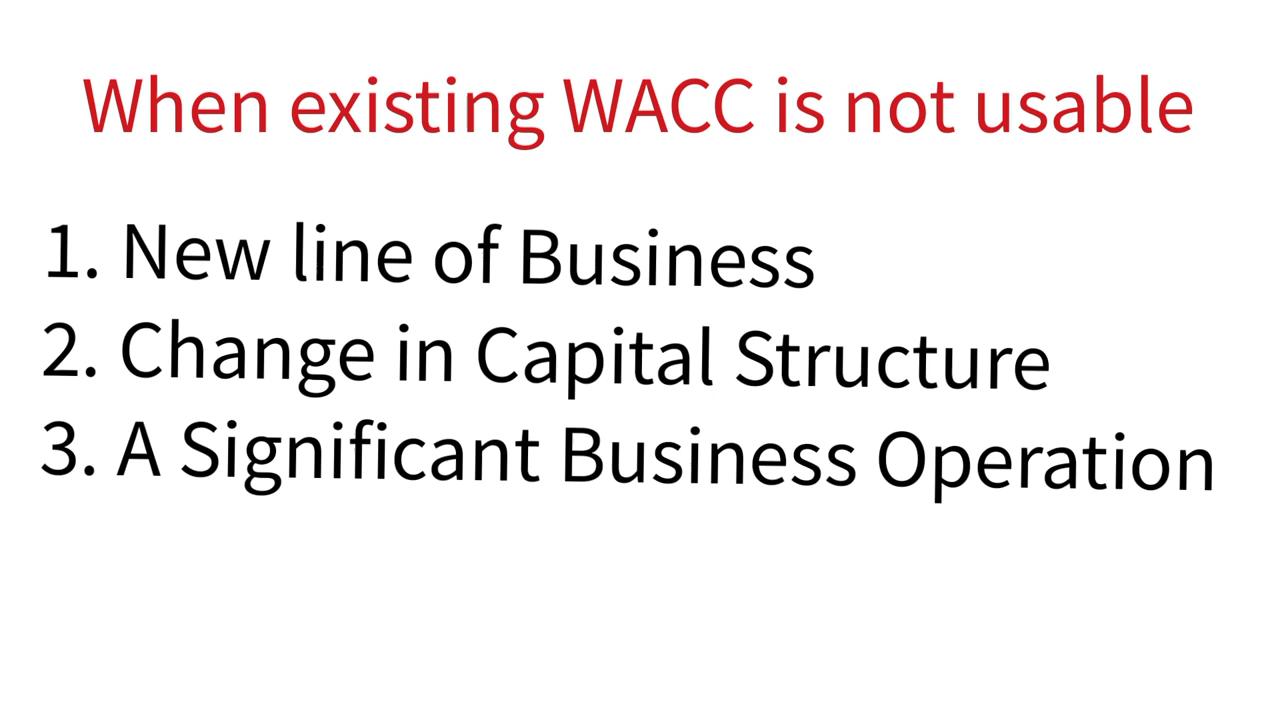 When existing WACC is not usable
1. New line of Business
2. Change in Capital Structure
3. A Significant Business Operation